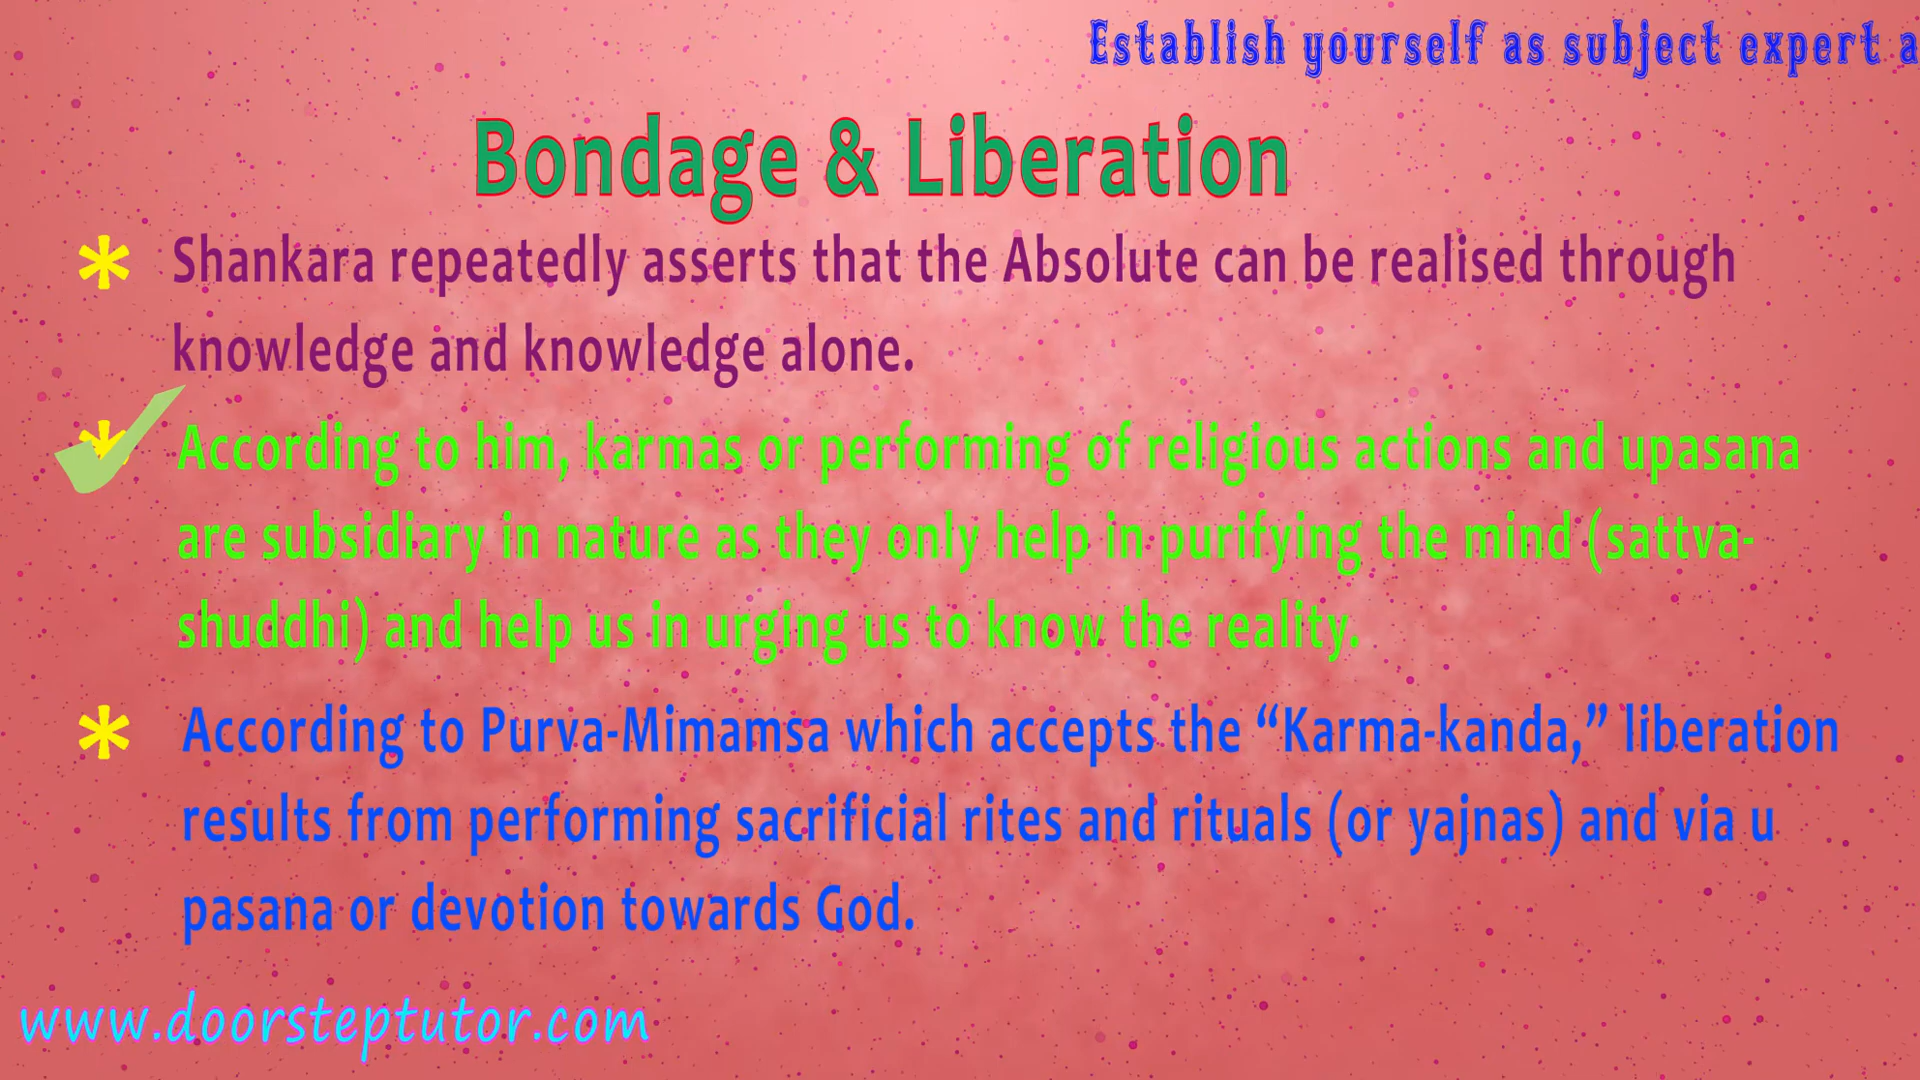 Establish yourself as subject expert a
Bondage & Liberation
* Shankara repeatedly asserts that the Absolute can be realised through
knowledge and knowledge alone.
* According to him, karmas or performing of religious actions and upasana
are subsidiary in nature as they only help in purifying the mind (sattva-
shuddhi) and help us in urging us to know the reality.
* According to Purva-Mimamsa which accepts the “Karma-kanda,” liberation
results from performing sacrificial rites and rituals (or yajnas) and via u
pasana or devotion towards God.
www.doorsteptutor.com